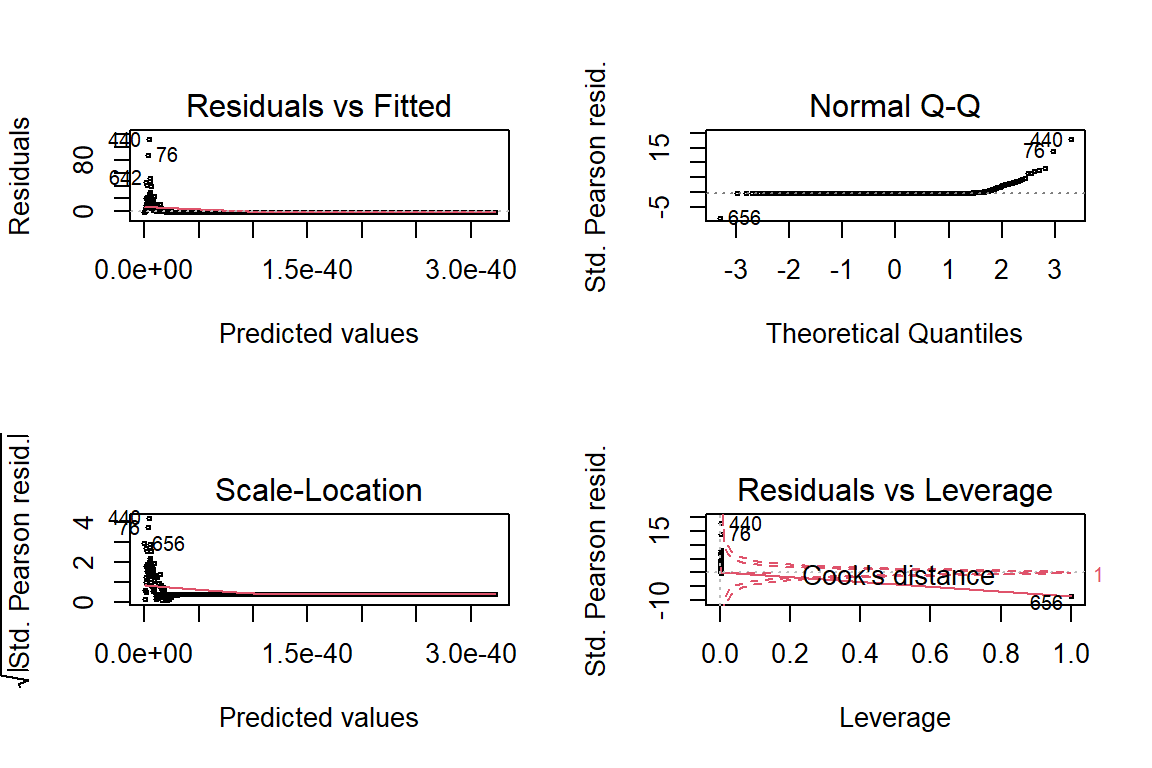 Residuals vs Fitted
Residuals
80
0
440
76
642
0.0e+00 1.5e-40 3.0e-40
Predicted values
Normal Q-Q
Std. Pearson resid.
15
-5
440
76
656
-3 -2 -1 0 1 2 3
Theoretical Quantiles
Scale-Location
√|Std. Pearson resid.|
4
2
0
440
76
656
0.0e+00 1.5e-40 3.0e-40
Predicted values
Residuals vs Leverage
Std. Pearson resid.
15
-10
440
76
Cook's distance
1
656
0.0 0.2 0.4 0.6 0.8 1.0
Leverage